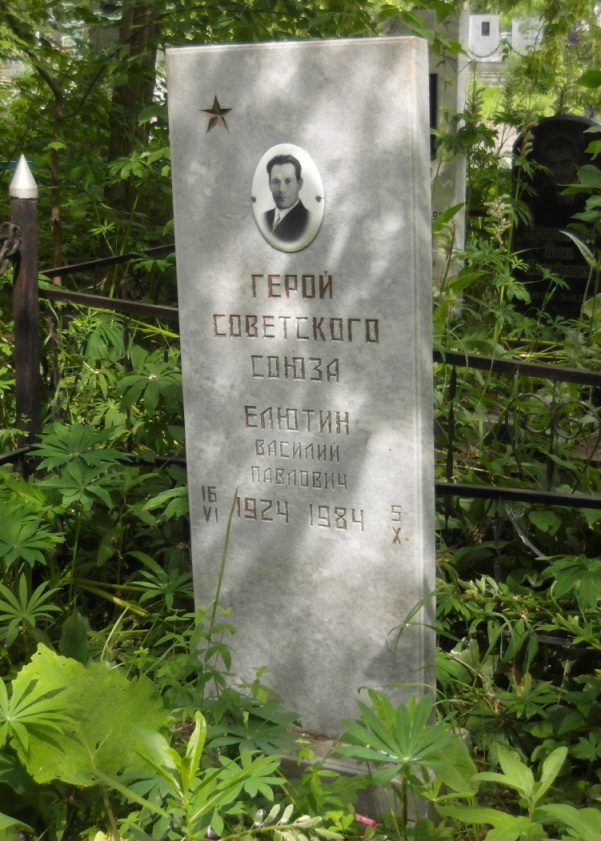 ГЕРОЙ
СОВЕТСКОГО
СОЮЗА
ЕЛЮТИН
ВАСИЛИЙ
ПАВЛОВИЧ
16 VI 1924 1984 5 X